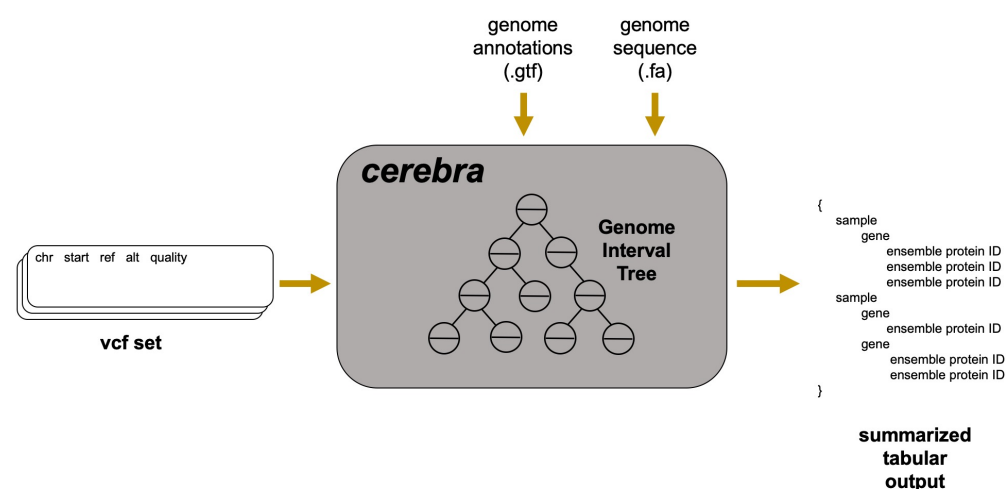 genome
annotations
(.gtf)
genome
sequence
(.fa)
cerebra
Genome
Interval
Tree
chr start ref alt quality
vcf set
{
sample
gene
ensemble protein ID
ensemble protein ID
ensemble protein ID
sample
gene
ensemble protein ID
gene
ensemble protein ID
ensemble protein ID
}
summarized
tabular
output